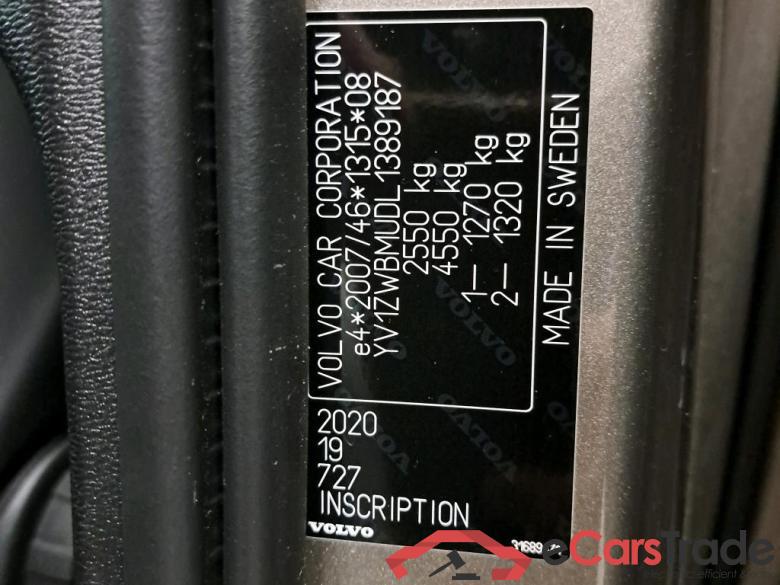 VOLVO CAR CORPORATION
e4*2007/46*1315*08
YV1ZWBMUDL1389187
2550 kg
4550 kg
1— 1270 kg
2— 1320 kg
MADE IN SWEDEN
2020
19
727
INSCRIPTION
VOLVO
31689
eCarsTrade
efficient &